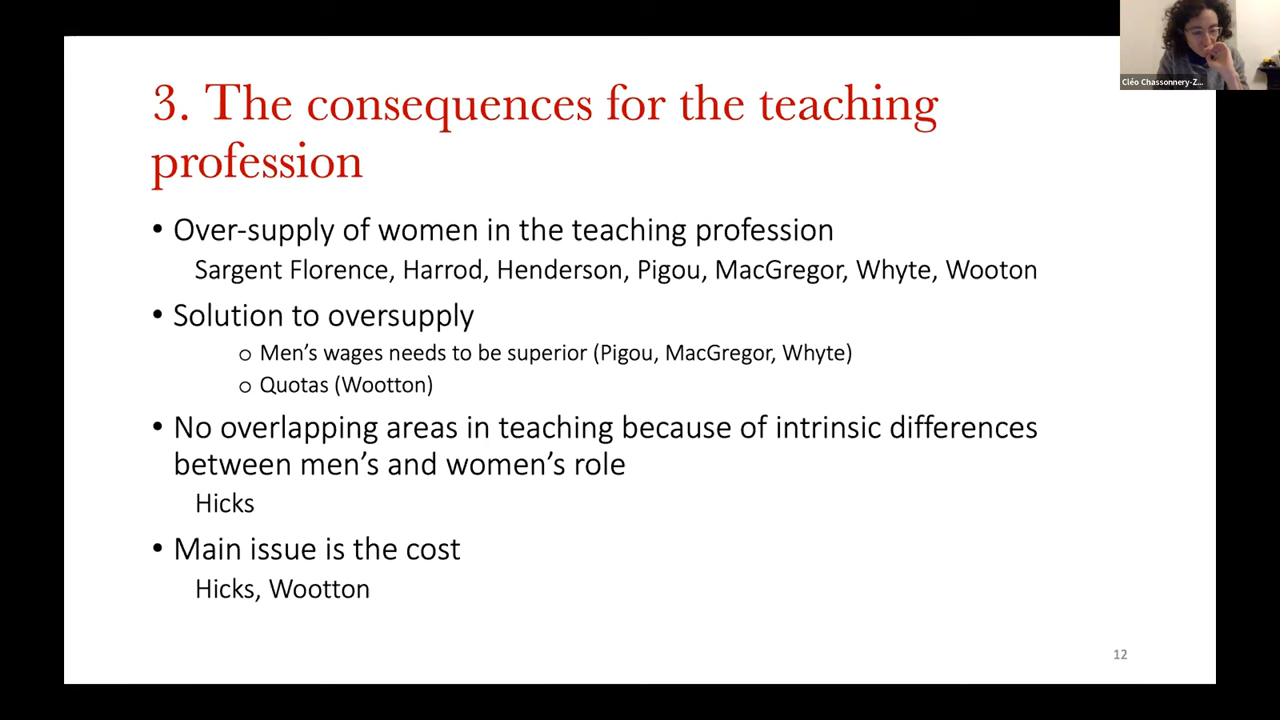 Cléo Chassonnery-Z...
3. The consequences for the teaching
profession
• Over-supply of women in the teaching profession
Sargent Florence, Harrod, Henderson, Pigou, MacGregor, Whyte, Wooton
• Solution to oversupply
o Men's wages needs to be superior (Pigou, MacGregor, Whyte)
o Quotas (Wootton)
• No overlapping areas in teaching because of intrinsic differences
between men's and women's role
Hicks
• Main issue is the cost
Hicks, Wootton
12